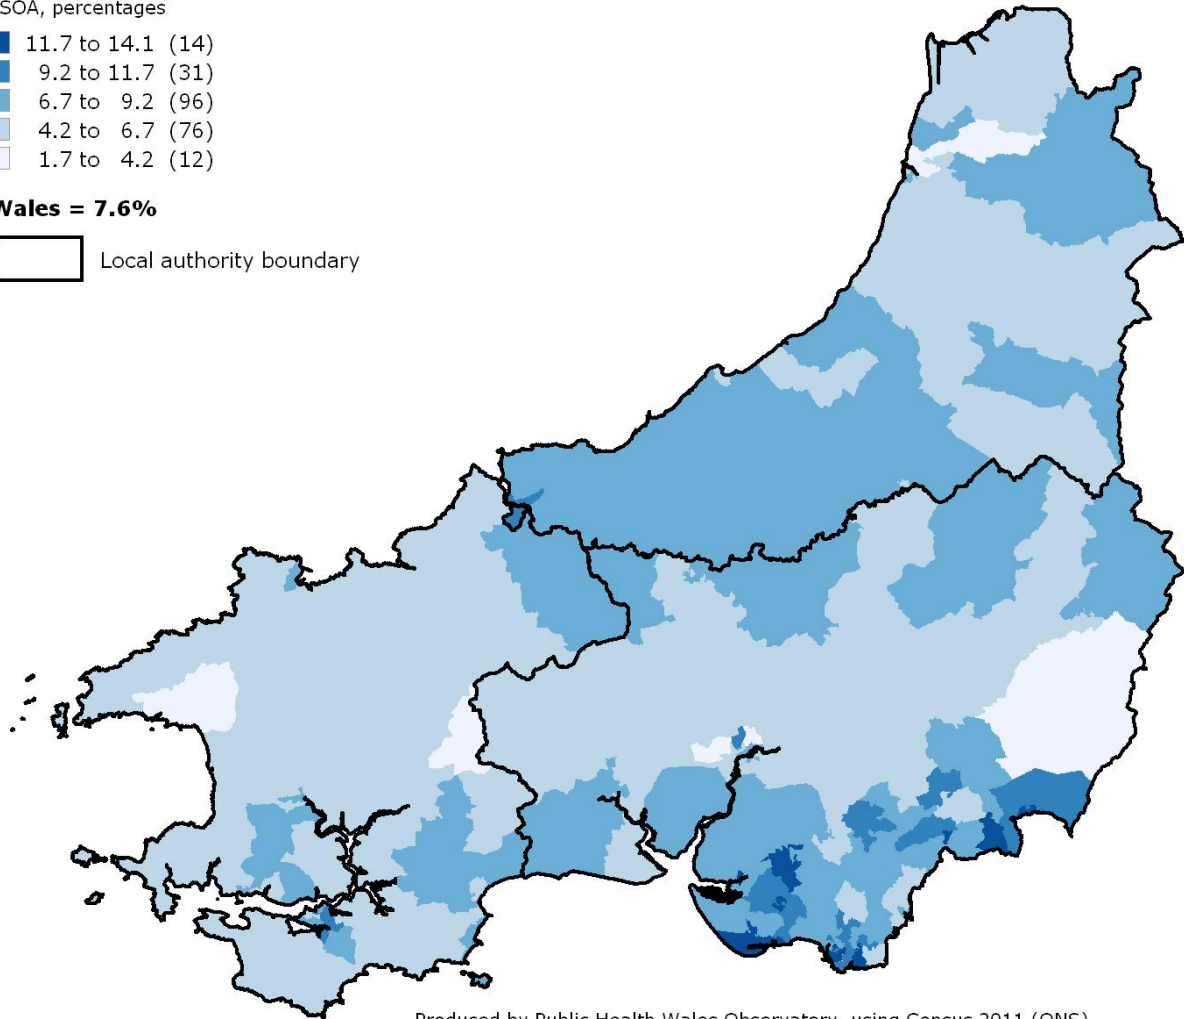 SOA, percentages
11.7 to 14.1 (14)
9.2 to 11.7 (31)
6.7 to 9.2 (96)
4.2 to 6.7 (76)
1.7 to 4.2 (12)
Wales = 7.6%
Local authority boundary
Produced by Public Health Wales Observatory, using Census 2011 (ONS)